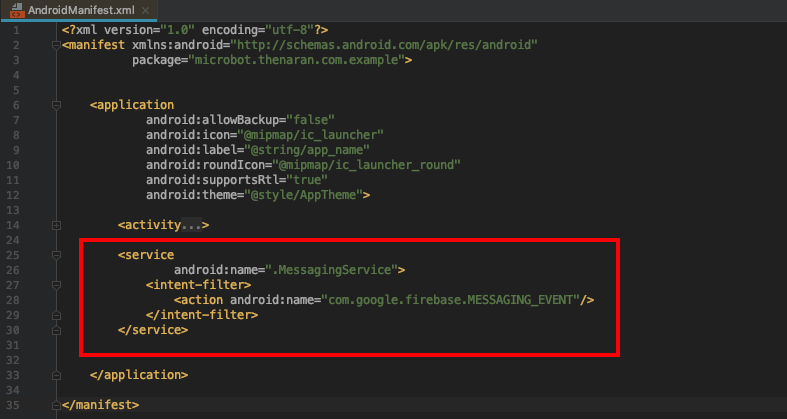 AndroidManifest.xml
1 <?xml version="1.0" encoding="utf-8"?>
2 <manifest xmlns:android="http://schemas.android.com/apk/res/android"
3 package="microbot.thenaran.com.example">
4
5
6 <application
7 android:allowBackup="false"
8 android:icon="@mipmap/ic_launcher"
9 android:label="@string/app_name"
10 android:roundIcon="@mipmap/ic_launcher_round"
11 android:supportsRtl="true"
12 android:theme="@style/AppTheme">
13
14 <activity...>
24
25 <service
26 android:name=".MessagingService">
27 <intent-filter>
28 <action android:name="com.google.firebase.MESSAGING_EVENT"/>
29 </intent-filter>
30 </service>
31
32
33 </application>
34
35 </manifest>